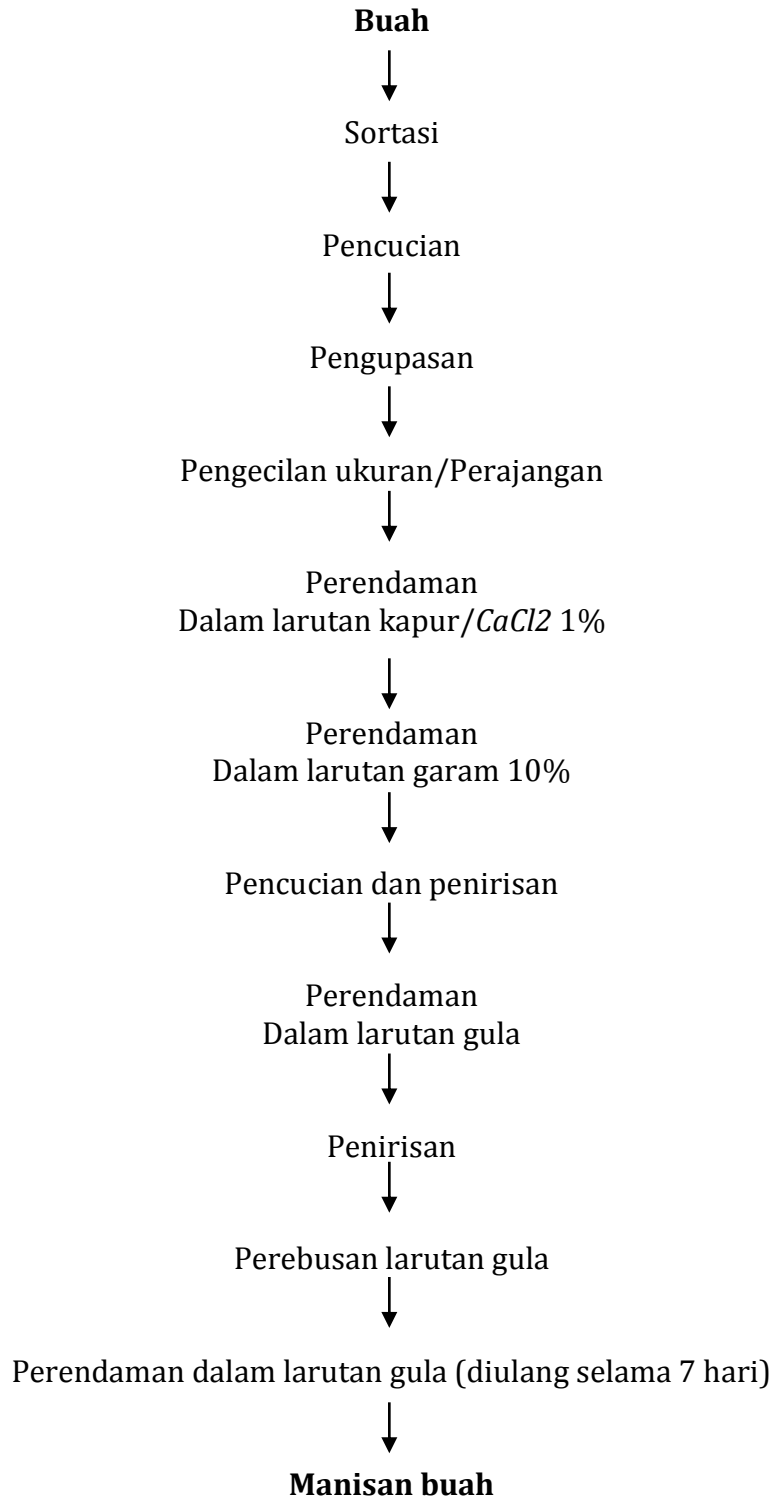 Buah
Sortasi
Pencucian
Pengupasan
Pengecilan ukuran/Perajangan
Perendaman
Dalam larutan kapur/CaCl2 1%
Perendaman
Dalam larutan garam 10%
Pencucian dan penirisan
Perendaman
Dalam larutan gula
Penirisan
Perebusan larutan gula
Perendaman dalam larutan gula (diulang selama 7 hari)
Manisan buah